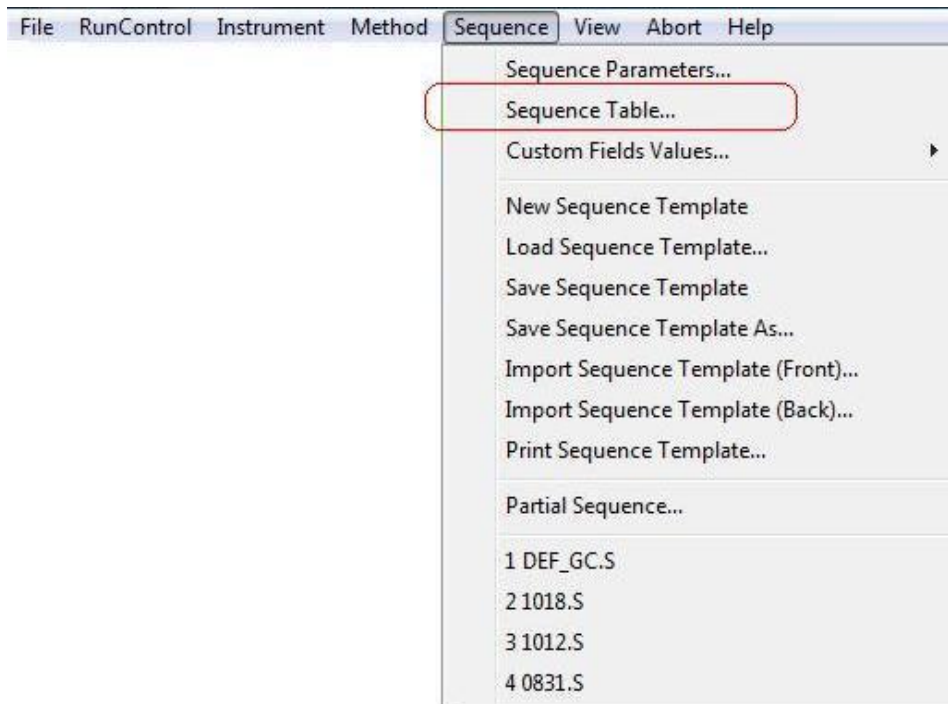 File RunControl Instrument Method Sequence View Abort Help
Sequence Parameters...
Sequence Table...
Custom Fields Values...
New Sequence Template
Load Sequence Template...
Save Sequence Template
Save Sequence Template As...
Import Sequence Template (Front)...
Import Sequence Template (Back)...
Print Sequence Template...
Partial Sequence...
1 DEF_GC.S
2 1018.S
3 1012.S
4 0831.S